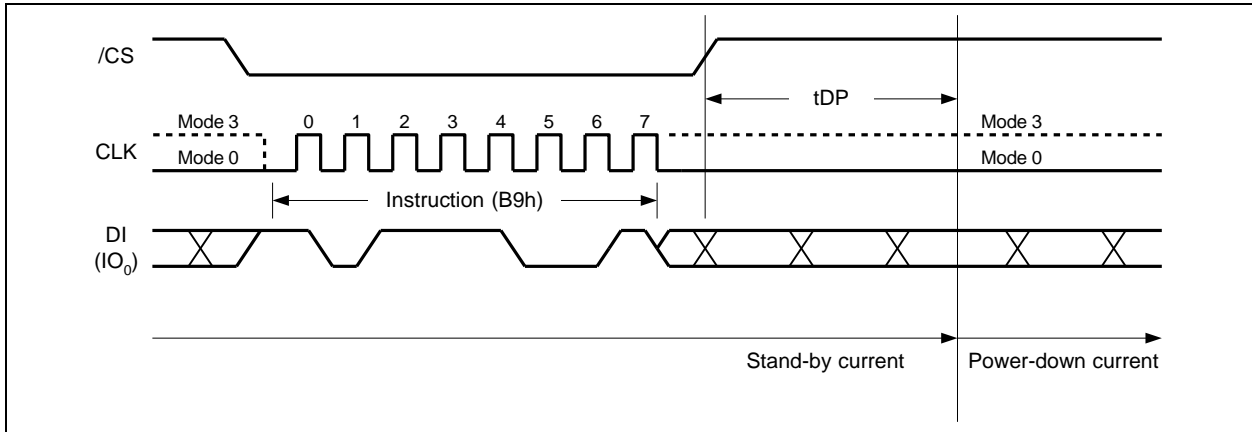 /CS
tDP
Mode 3 0 1 2 3 4 5 6 7 Mode 3
CLK
Mode 0 Mode 0
Instruction (B9h)
DI
(IO₀)
Stand-by current Power-down current